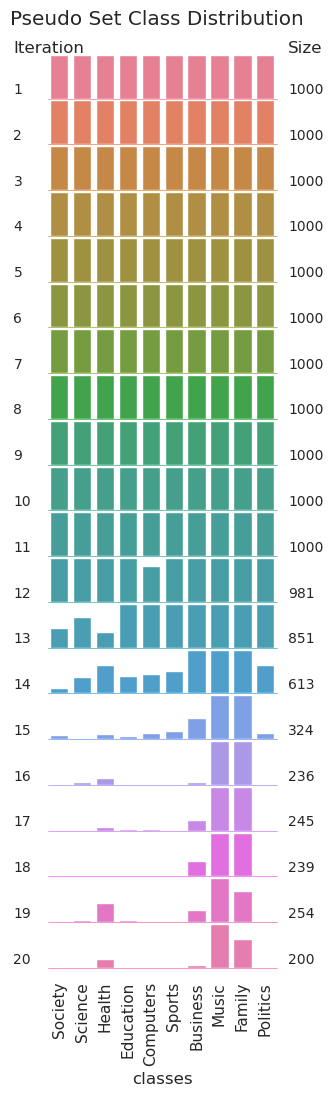 Pseudo Set Class Distribution
Iteration Size
1 1000
2 1000
3 1000
4 1000
5 1000
6 1000
7 1000
8 1000
9 1000
10 1000
11 1000
12 981
13 851
14 613
15 324
16 236
17 245
18 239
19 254
20 200
Society
Science
Health
Education
Computers
Sports
Business
Music
Family
Politics
classes